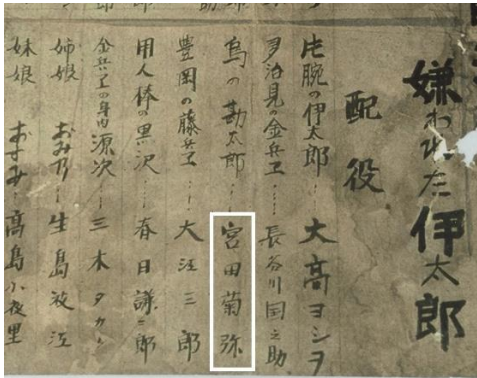 嫌われた伊太郎
配役
片腕の伊太郎……大高ヨシヲ
多治見の金兵エ……長谷川国之助
烏の勘太郎……宮田菊弥
豊岡の藤兵エ……大江三郎
用人棒の黒沢……春日謙二郎
金兵エの身内源次……三木タカシ
姉娘 おみ乃……生島波江
妹娘 おすみ……高島小夜里